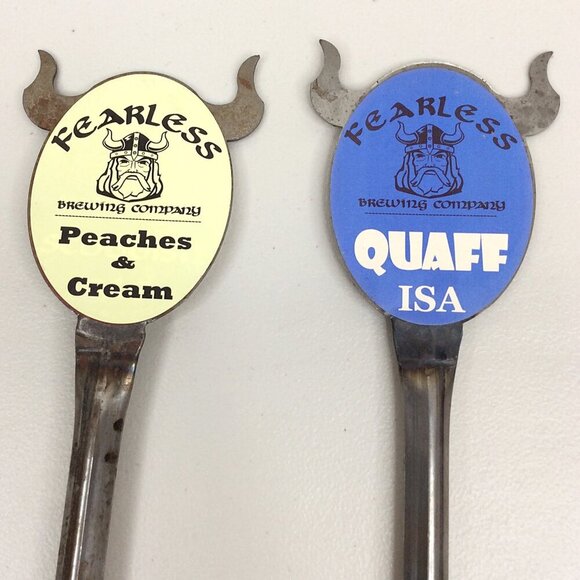 FEARLESS
BREWING COMPANY
Peaches
&
Cream
FEARLESS
BREWING COMPANY
QUAFF
ISA